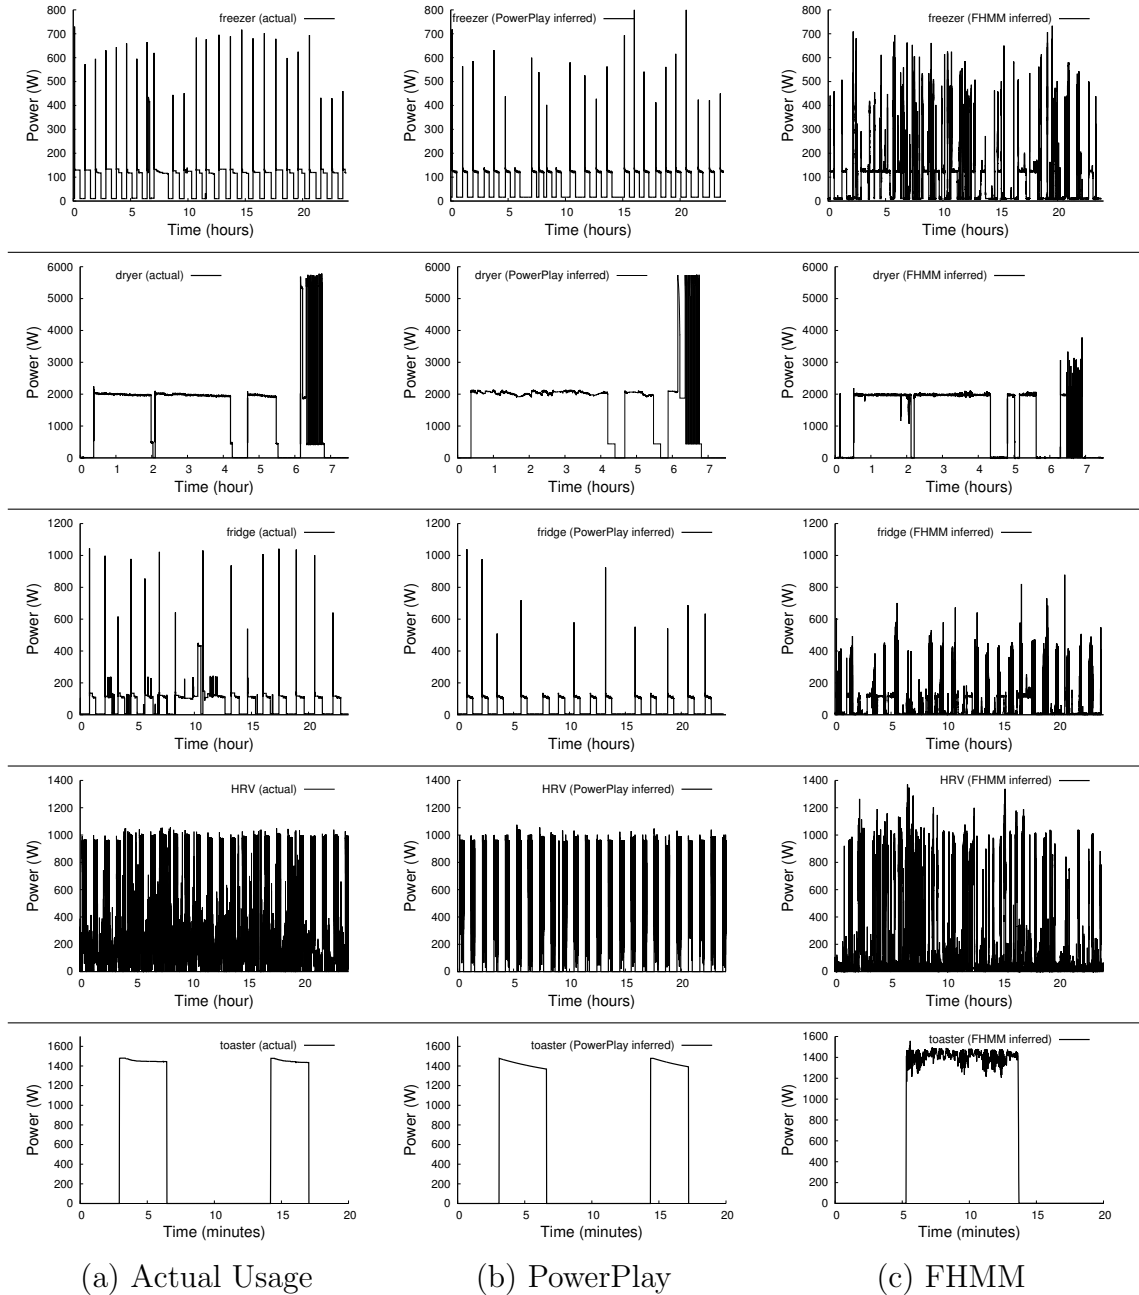 freezer (actual)
Power (W)
800
700
600
500
400
300
200
100
0
0 5 10 15 20
Time (hours)
freezer (PowerPlay inferred)
Power (W)
800
700
600
500
400
300
200
100
0
0 5 10 15 20
Time (hours)
freezer (FHMM inferred)
Power (W)
800
700
600
500
400
300
200
100
0
0 5 10 15 20
Time (hours)
dryer (actual)
Power (W)
6000
5000
4000
3000
2000
1000
0
0 1 2 3 4 5 6 7
Time (hour)
dryer (PowerPlay inferred)
Power (W)
6000
5000
4000
3000
2000
1000
0
0 1 2 3 4 5 6 7
Time (hours)
dryer (FHMM inferred)
Power (W)
6000
5000
4000
3000
2000
1000
0
0 1 2 3 4 5 6 7
Time (hours)
fridge (actual)
Power (W)
1200
1000
800
600
400
200
0
0 5 10 15 20
Time (hour)
fridge (PowerPlay inferred)
Power (W)
1200
1000
800
600
400
200
0
0 5 10 15 20
Time (hours)
fridge (FHMM inferred)
Power (W)
1200
1000
800
600
400
200
0
0 5 10 15 20
Time (hours)
HRV (actual)
Power (W)
1400
1200
1000
800
600
400
200
0
0 5 10 15 20
Time (hour)
HRV (PowerPlay inferred)
Power (W)
1400
1200
1000
800
600
400
200
0
0 5 10 15 20
Time (hours)
HRV (FHMM inferred)
Power (W)
1400
1200
1000
800
600
400
200
0
0 5 10 15 20
Time (hours)
toaster (actual)
Power (W)
1600
1400
1200
1000
800
600
400
200
0
0 5 10 15 20
Time (minutes)
toaster (PowerPlay inferred)
Power (W)
1600
1400
1200
1000
800
600
400
200
0
0 5 10 15 20
Time (minutes)
toaster (FHMM inferred)
Power (W)
1600
1400
1200
1000
800
600
400
200
0
0 5 10 15 20
Time (minutes)
(a) Actual Usage
(b) PowerPlay
(c) FHMM